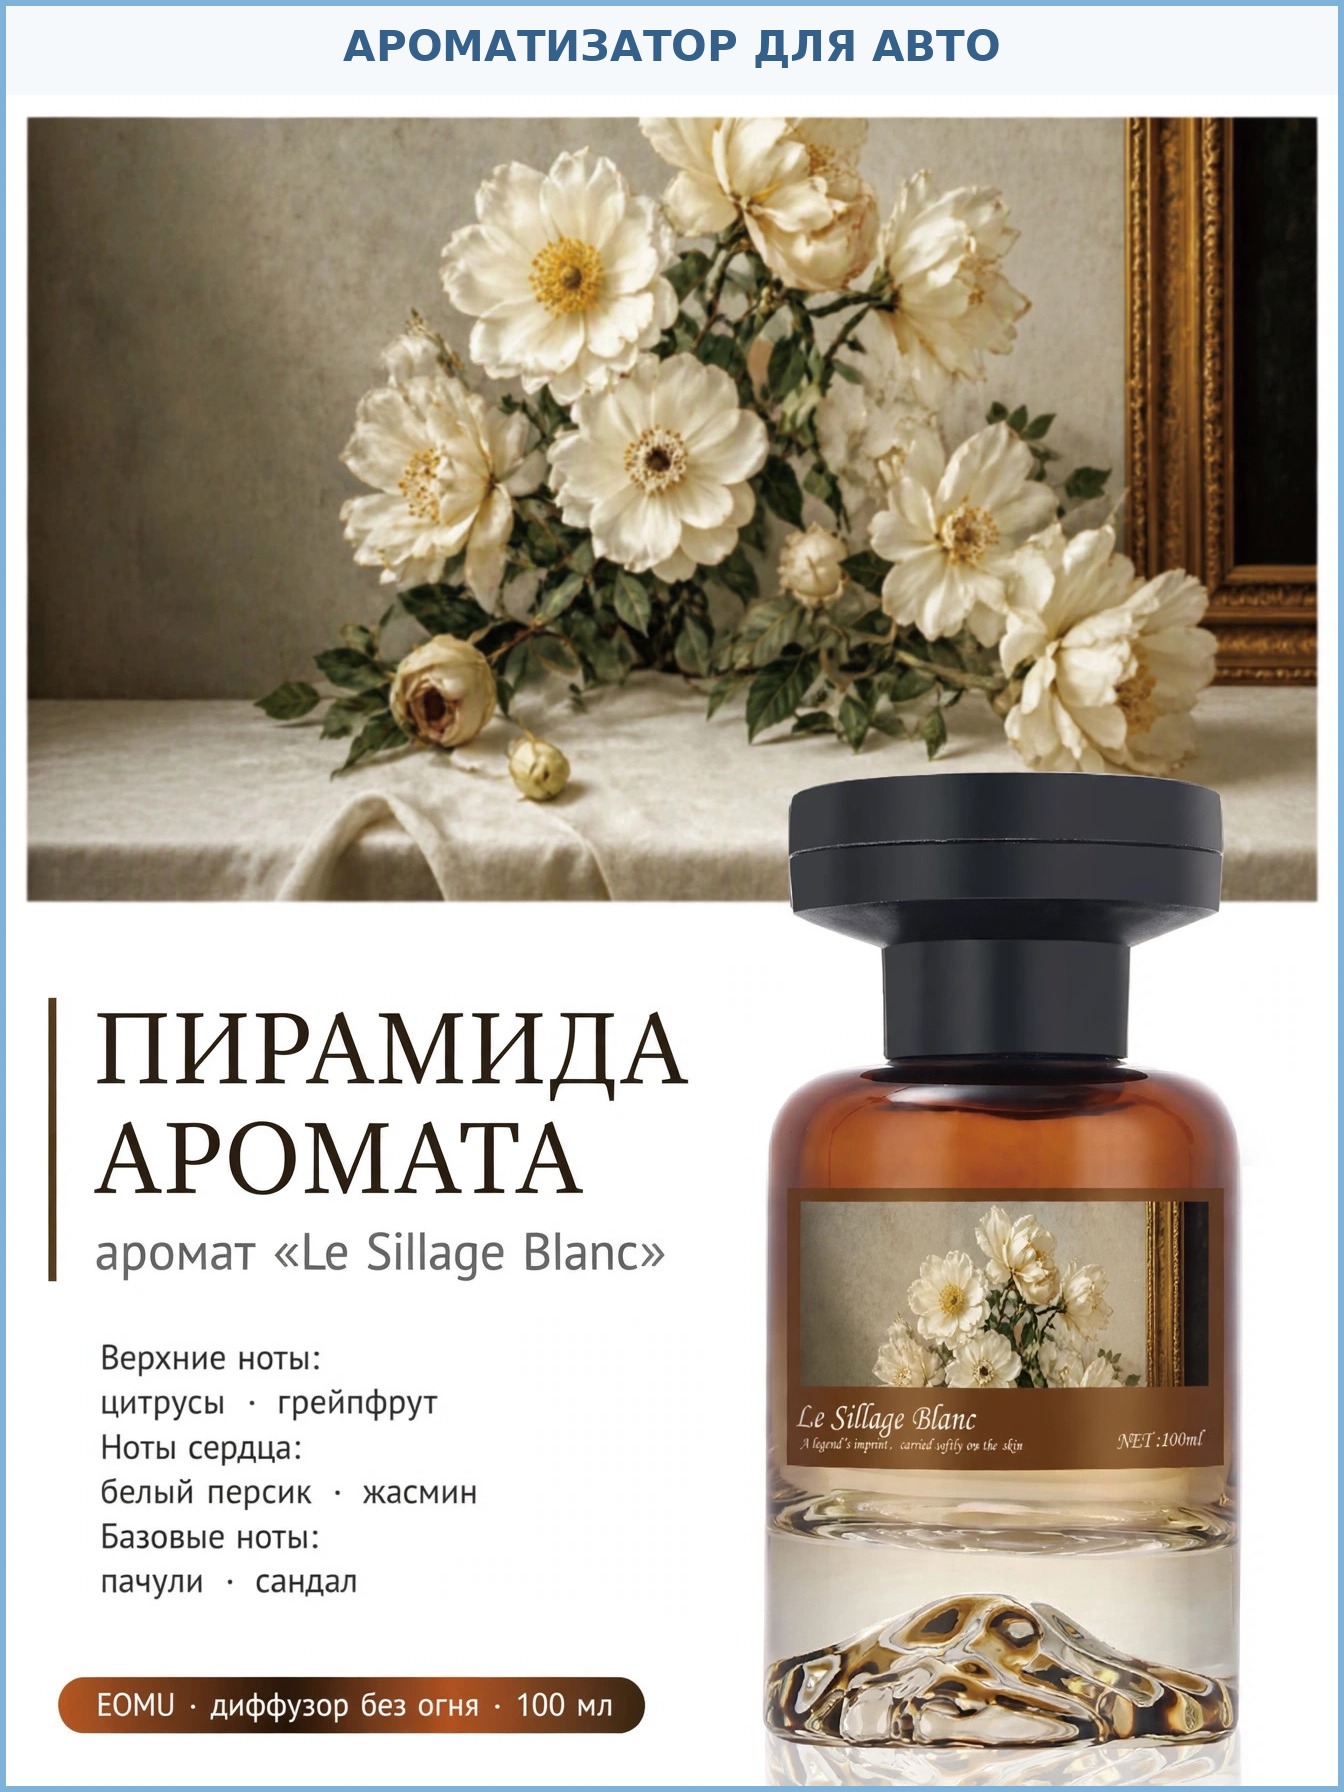 АРОМАТИЗАТОР ДЛЯ АВТО
ПИРАМИДА
АРОМАТА
аромат «Le Sillage Blanc»
Верхние ноты:
цитрусы · грейпфрут
Ноты сердца:
белый персик · жасмин
Базовые ноты:
пачули · сандал
EOMU · диффузор без огня · 100 мл
Le Sillage Blanc
A legend's imprint, carried softly on the skin
NET :100ml